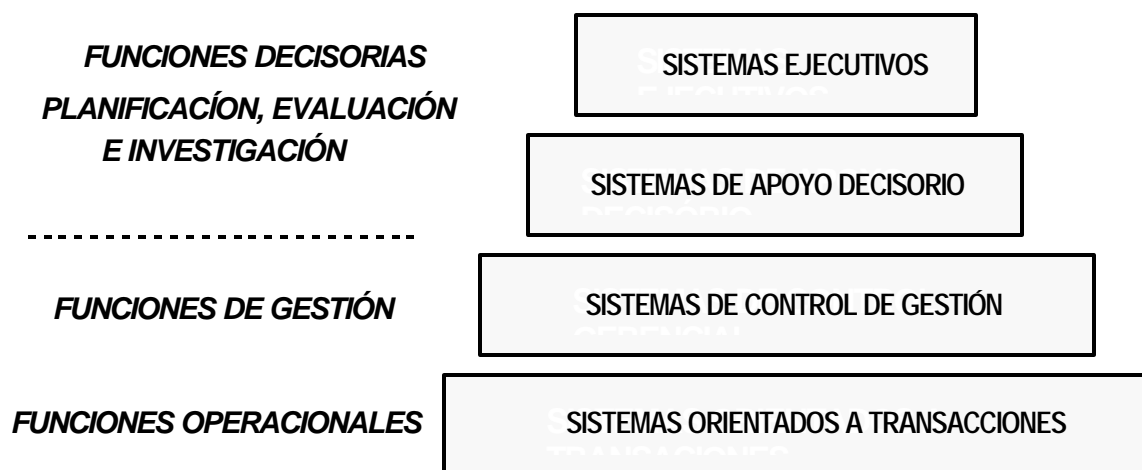 FUNCIONES DECISORIAS
SISTEMAS EJECUTIVOS
PLANIFICACÍON, EVALUACIÓN
E INVESTIGACIÓN
SISTEMAS DE APOYO DECISORIO
FUNCIONES DE GESTIÓN
SISTEMAS DE CONTROL DE GESTIÓN
FUNCIONES OPERACIONALES
SISTEMAS ORIENTADOS A TRANSACCIONES